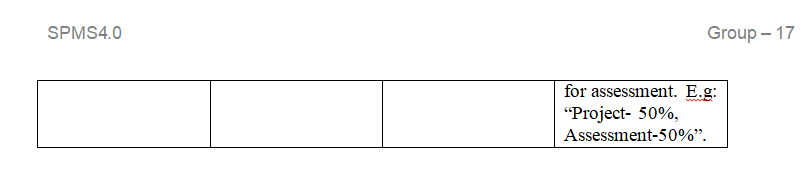 SPMS4.0 Group – 17
for assessment. E.g:
“Project- 50%,
Assessment-50%”.